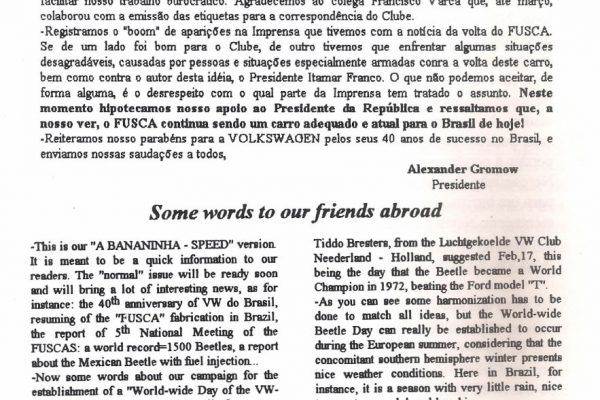 facilitar nosso trabalho burocrático. Agradecemos ao colega Francisco Varca que, até março,
colaborou com a emissão das etiquetas para a correspondência do Clube.
-Registramos o "boom" de aparições na Imprensa que tivemos com a notícia da volta do FUSCA.
Se de um lado foi bom para o Clube, de outro tivemos que enfrentar algumas situações
desagradáveis, causadas por pessoas e situações especialmente armadas conra a volta deste carro,
bem como contra o autor desta idéia, o Presidente Itamar Franco. O que não podemos aceitar, de
forma alguma, é o desrespeito com o qual parte da Imprensa tem tratado o assunto. Neste
momento hipotecamos nosso apoio ao Presidente da República e ressaltamos que, a
nosso ver, o FUSCA continua sendo um carro adequado e atual para o Brasil de hoje!
-Reiteramos nosso parabéns para a VOLKSWAGEN pelos seus 40 anos de sucesso no Brasil, e
enviamos nossas saudações a todos,
Alexander Gromow
Presidente
Some words to our friends abroad
-This is our "A BANANINHA - SPEED" version.
It is meant to be a quick information to our
readers. The "normal" issue will be ready soon
and will bring a lot of interesting news, as for
instance: the 40th anniversary of VW do Brasil,
resuming of the "FUSCA" fabrication in Brazil,
the report of 5th National Meeting of the
FUSCAS: a world record=1500 Beetles, a report
about the Mexican Beetle with fuel injection...
-Now some words about our campaign for the
establishment of a "World-wide Day of the VW-
Tiddo Bresters, from the Luchtgekoelde VW Club
Neederland - Holland, suggested Feb,17, this
being the day that the Beetle became a World
Champion in 1972, beating the Ford model "T".
-As you can see some harmonization has to be
done to match all ideas, but the World-wide
Beetle Day can really be established to occur
during the European summer, considering that the
concomitant southern hemisphere winter presents
nice weather conditions. Here in Brazil, for
instance, it is a season with very little rain, nice